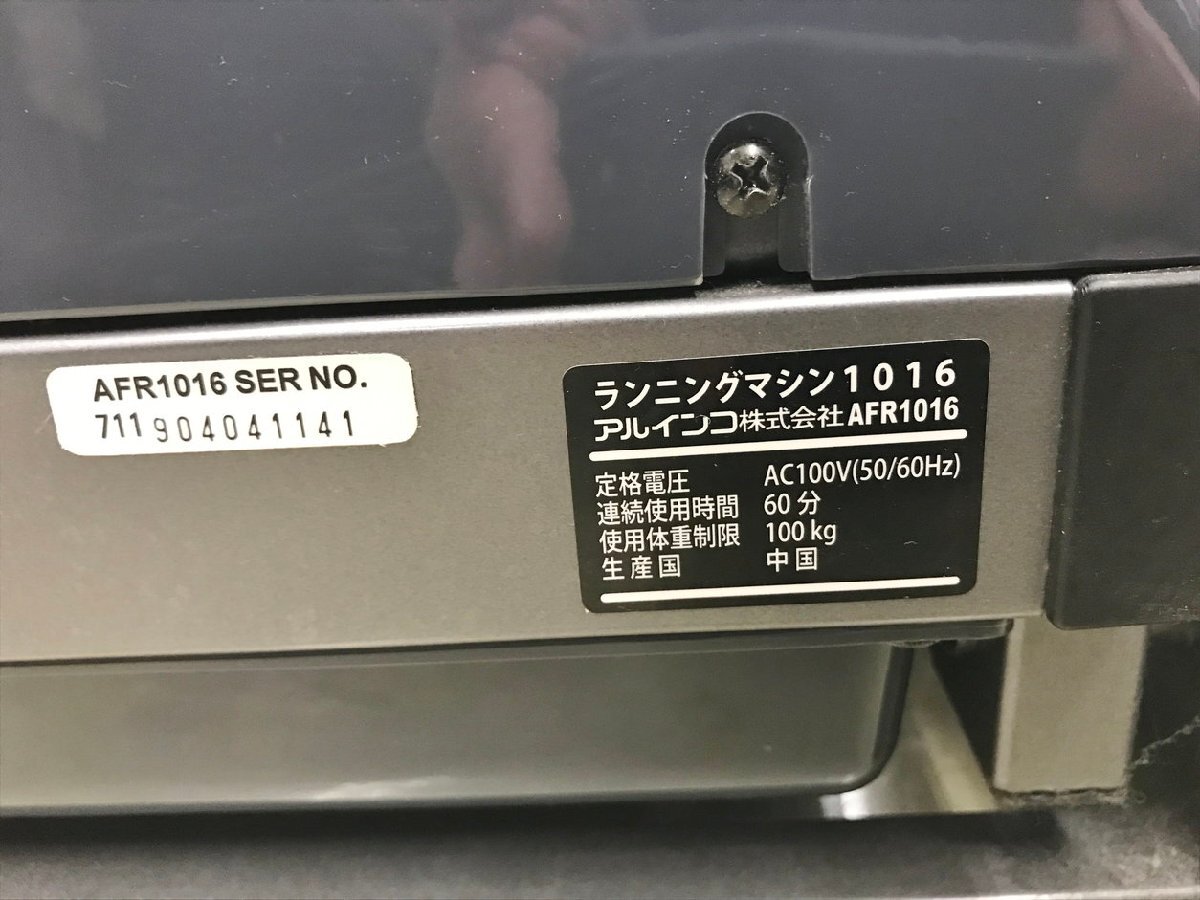 AFR1016 SER NO.
711904041141
ランニングマシン1016
アルインコ株式会社 AFR1016
定格電圧 AC100V(50/60Hz)
連続使用時間 60分
使用体重制限 100kg
生産国 中国